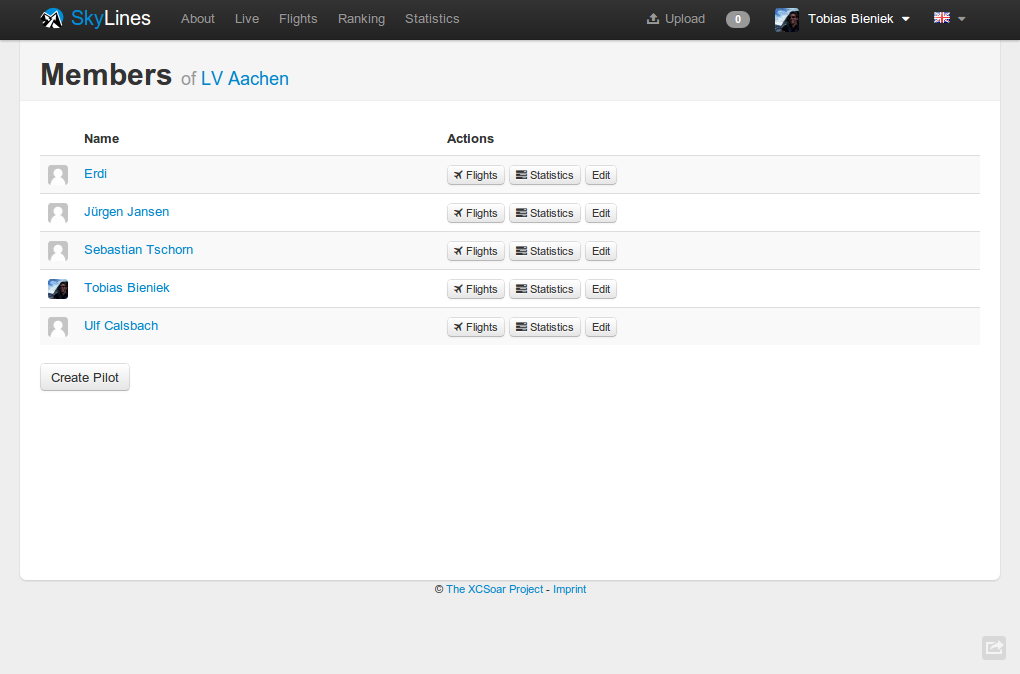 SkyLines About Live Flights Ranking Statistics Upload 0 Tobias Bieniek
Members of LV Aachen
Name Actions
Erdi Flights Statistics Edit
Jürgen Jansen Flights Statistics Edit
Sebastian Tschorn Flights Statistics Edit
Tobias Bieniek Flights Statistics Edit
Ulf Calsbach Flights Statistics Edit
Create Pilot
© The XCSoar Project - Imprint